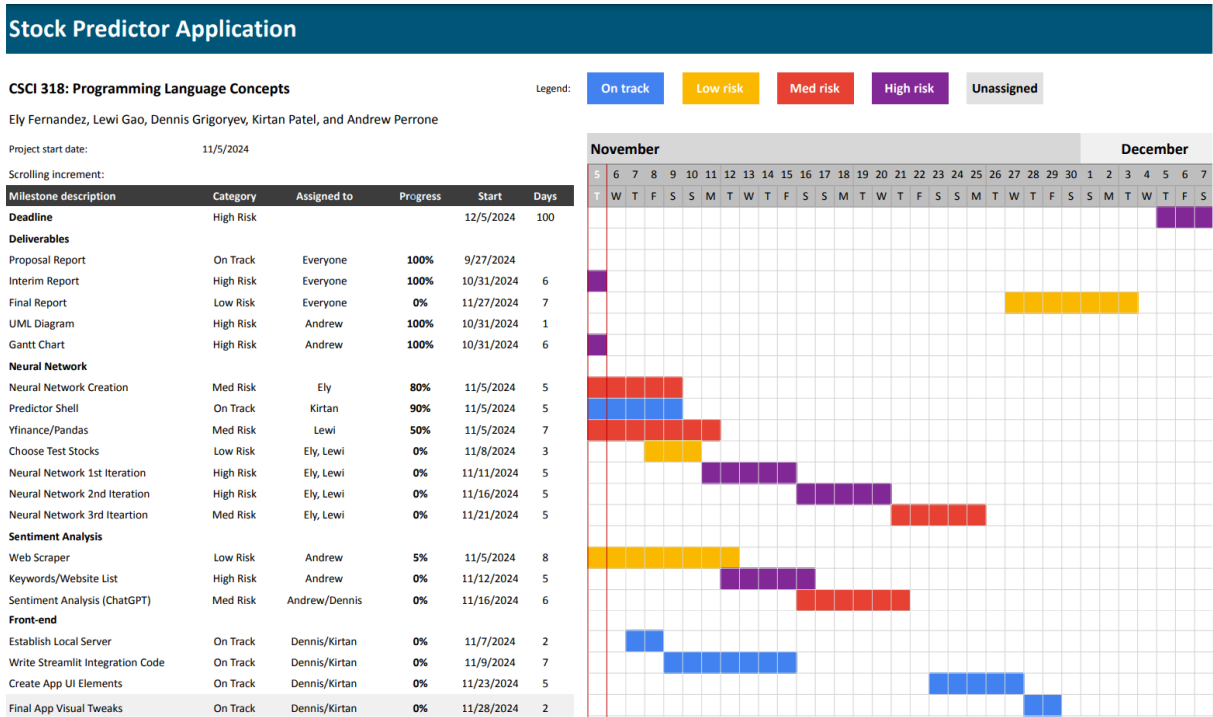 Stock Predictor Application
CSCI 318: Programming Language Concepts
Legend: On track Low risk Med risk High risk Unassigned
Ely Fernandez, Lewi Gao, Dennis Grigoryev, Kirtan Patel, and Andrew Perrone
Project start date: 11/5/2024
November December
Scrolling increment:
5 6 7 8 9 10 11 12 13 14 15 16 17 18 19 20 21 22 23 24 25 26 27 28 29 30 1 2 3 4 5 6 7
Milestone description Category Assigned to Progress Start Days
T W T F S S M T W T F S S M T W T F S S M T W T F S S M T W T F S
Deadline High Risk 12/5/2024 100
Deliverables
Proposal Report On Track Everyone 100% 9/27/2024
Interim Report High Risk Everyone 100% 10/31/2024 6
Final Report Low Risk Everyone 0% 11/27/2024 7
UML Diagram High Risk Andrew 100% 10/31/2024 1
Gantt Chart High Risk Andrew 100% 10/31/2024 6
Neural Network
Neural Network Creation Med Risk Ely 80% 11/5/2024 5
Predictor Shell On Track Kirtan 90% 11/5/2024 5
Yfinance/Pandas Med Risk Lewi 50% 11/5/2024 7
Choose Test Stocks Low Risk Ely, Lewi 0% 11/8/2024 3
Neural Network 1st Iteration High Risk Ely, Lewi 0% 11/11/2024 5
Neural Network 2nd Iteration High Risk Ely, Lewi 0% 11/16/2024 5
Neural Network 3rd Iteartion Med Risk Ely, Lewi 0% 11/21/2024 5
Sentiment Analysis
Web Scraper Low Risk Andrew 5% 11/5/2024 8
Keywords/Website List High Risk Andrew 0% 11/12/2024 5
Sentiment Analysis (ChatGPT) Med Risk Andrew/Dennis 0% 11/16/2024 6
Front-end
Establish Local Server On Track Dennis/Kirtan 0% 11/7/2024 2
Write Streamlit Integration Code On Track Dennis/Kirtan 0% 11/9/2024 7
Create App UI Elements On Track Dennis/Kirtan 0% 11/23/2024 5
Final App Visual Tweaks On Track Dennis/Kirtan 0% 11/28/2024 2